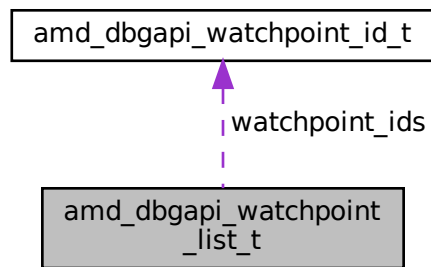 amd_dbgapi_watchpoint_id_t
watchpoint_ids
amd_dbgapi_watchpoint
_list_t